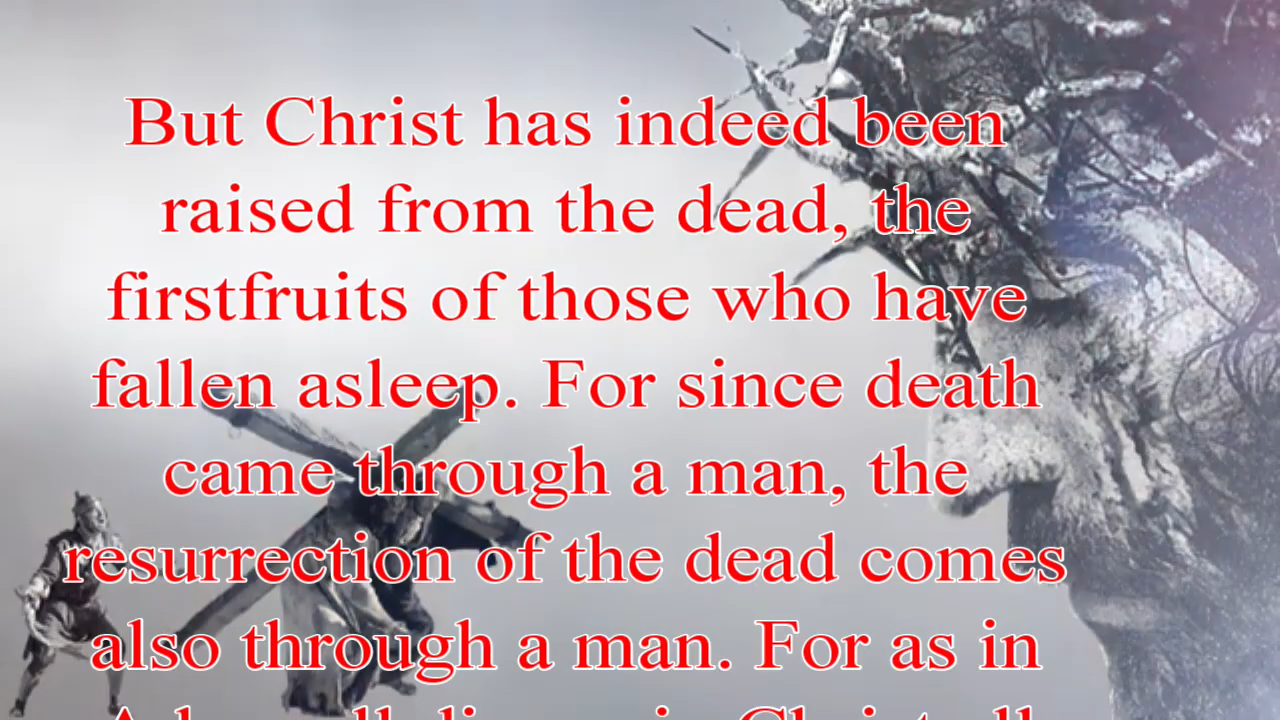 But Christ has indeed been
raised from the dead, the
firstfruits of those who have
fallen asleep. For since death
came through a man, the
resurrection of the dead comes
also through a man. For as in